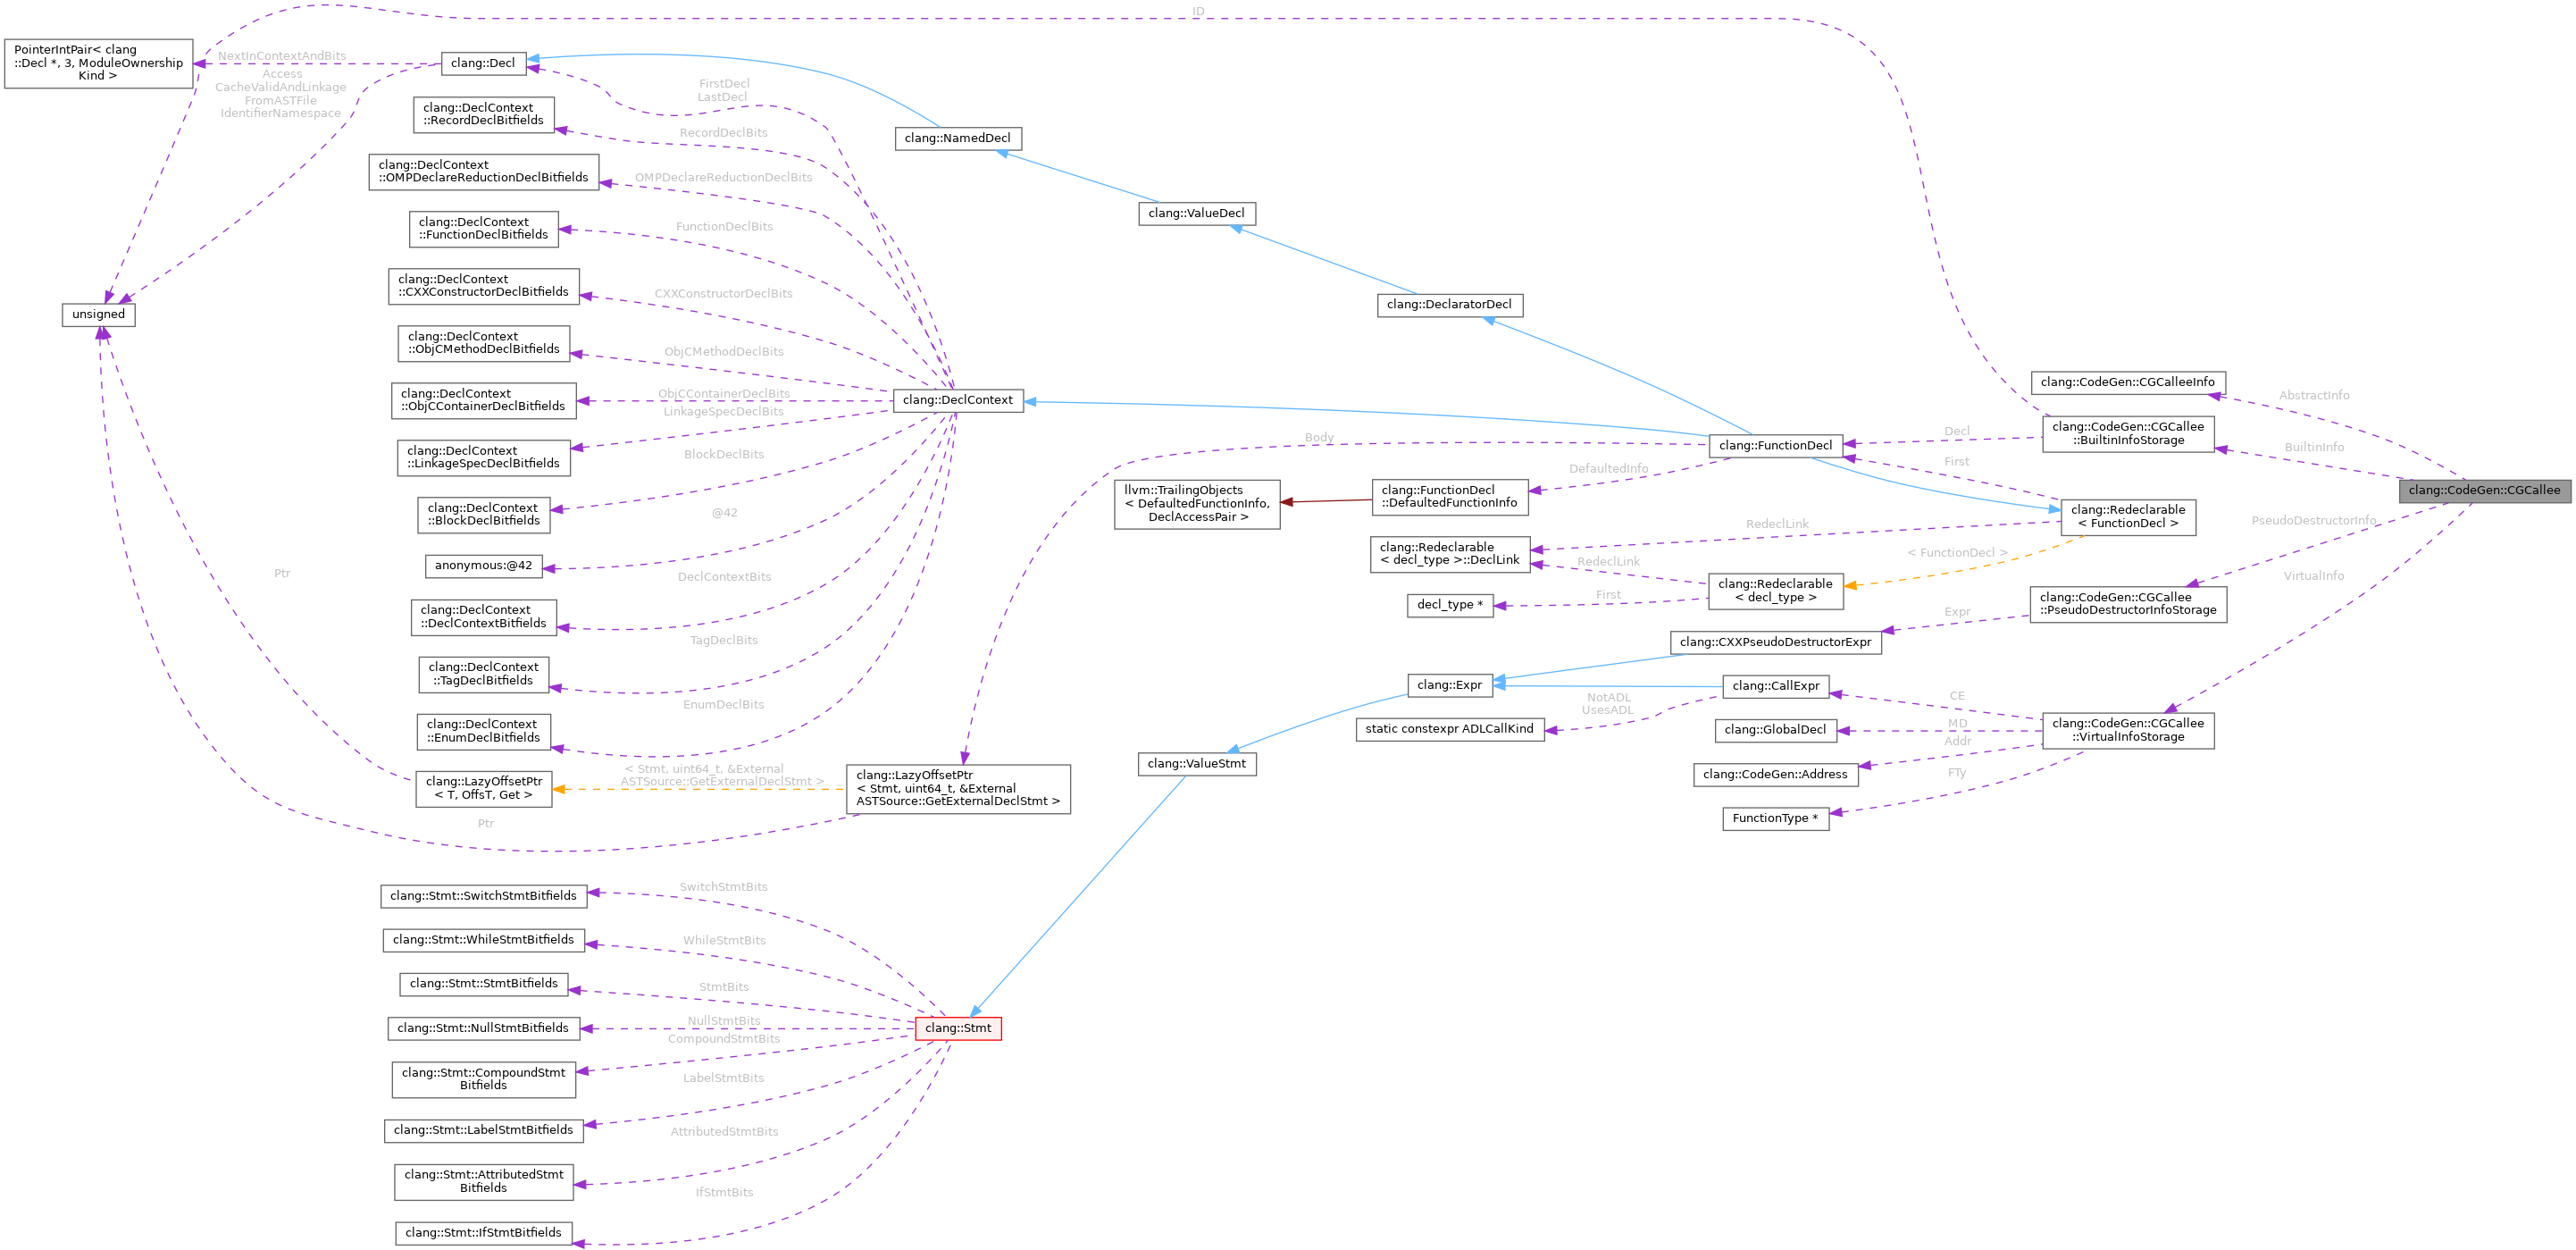 ID
PointerIntPair< clang
::Decl *, 3, ModuleOwnership
Kind >
NextInContextAndBits
Access
CacheValidAndLinkage
FromASTFile
IdentifierNamespace
unsigned
Ptr
Ptr
clang::Decl
clang::DeclContext
::RecordDeclBitfields
clang::DeclContext
::OMPDeclareReductionDeclBitfields
clang::DeclContext
::FunctionDeclBitfields
clang::DeclContext
::CXXConstructorDeclBitfields
clang::DeclContext
::ObjCMethodDeclBitfields
clang::DeclContext
::ObjCContainerDeclBitfields
clang::DeclContext
::LinkageSpecDeclBitfields
clang::DeclContext
::BlockDeclBitfields
anonymous:@42
clang::DeclContext
::DeclContextBitfields
clang::DeclContext
::TagDeclBitfields
clang::DeclContext
::EnumDeclBitfields
clang::LazyOffsetPtr
< T, OffsT, Get >
FirstDecl
LastDecl
RecordDeclBits
OMPDeclareReductionDeclBits
FunctionDeclBits
CXXConstructorDeclBits
ObjCMethodDeclBits
ObjCContainerDeclBits
LinkageSpecDeclBits
BlockDeclBits
@42
DeclContextBits
TagDeclBits
EnumDeclBits
< Stmt, uint64_t, &External
ASTSource::GetExternalDeclStmt >
clang::NamedDecl
clang::ValueDecl
clang::DeclaratorDecl
clang::DeclContext
clang::FunctionDecl
Body
DefaultedInfo
llvm::TrailingObjects
< DefaultedFunctionInfo,
DeclAccessPair >
clang::FunctionDecl
::DefaultedFunctionInfo
clang::Redeclarable
< decl_type >::DeclLink
RedeclLink
RedeclLink
decl_type *
First
clang::Redeclarable
< decl_type >
< FunctionDecl >
clang::Redeclarable
< FunctionDecl >
First
Decl
clang::CodeGen::CGCalleeInfo
clang::CodeGen::CGCallee
::BuiltinInfoStorage
AbstractInfo
BuiltinInfo
clang::CodeGen::CGCallee
PseudoDestructorInfo
VirtualInfo
clang::CodeGen::CGCallee
::PseudoDestructorInfoStorage
Expr
clang::CXXPseudoDestructorExpr
clang::Expr
clang::CallExpr
NotADL
UsesADL
static constexpr ADLCallKind
clang::GlobalDecl
clang::CodeGen::Address
FunctionType *
CE
MD
Addr
FTy
clang::CodeGen::CGCallee
::VirtualInfoStorage
clang::ValueStmt
clang::LazyOffsetPtr
< Stmt, uint64_t, &External
ASTSource::GetExternalDeclStmt >
clang::Stmt::SwitchStmtBitfields
clang::Stmt::WhileStmtBitfields
clang::Stmt::StmtBitfields
clang::Stmt::NullStmtBitfields
clang::Stmt::CompoundStmt
Bitfields
clang::Stmt::LabelStmtBitfields
clang::Stmt::AttributedStmt
Bitfields
clang::Stmt::IfStmtBitfields
SwitchStmtBits
WhileStmtBits
StmtBits
NullStmtBits
CompoundStmtBits
LabelStmtBits
AttributedStmtBits
IfStmtBits
clang::Stmt